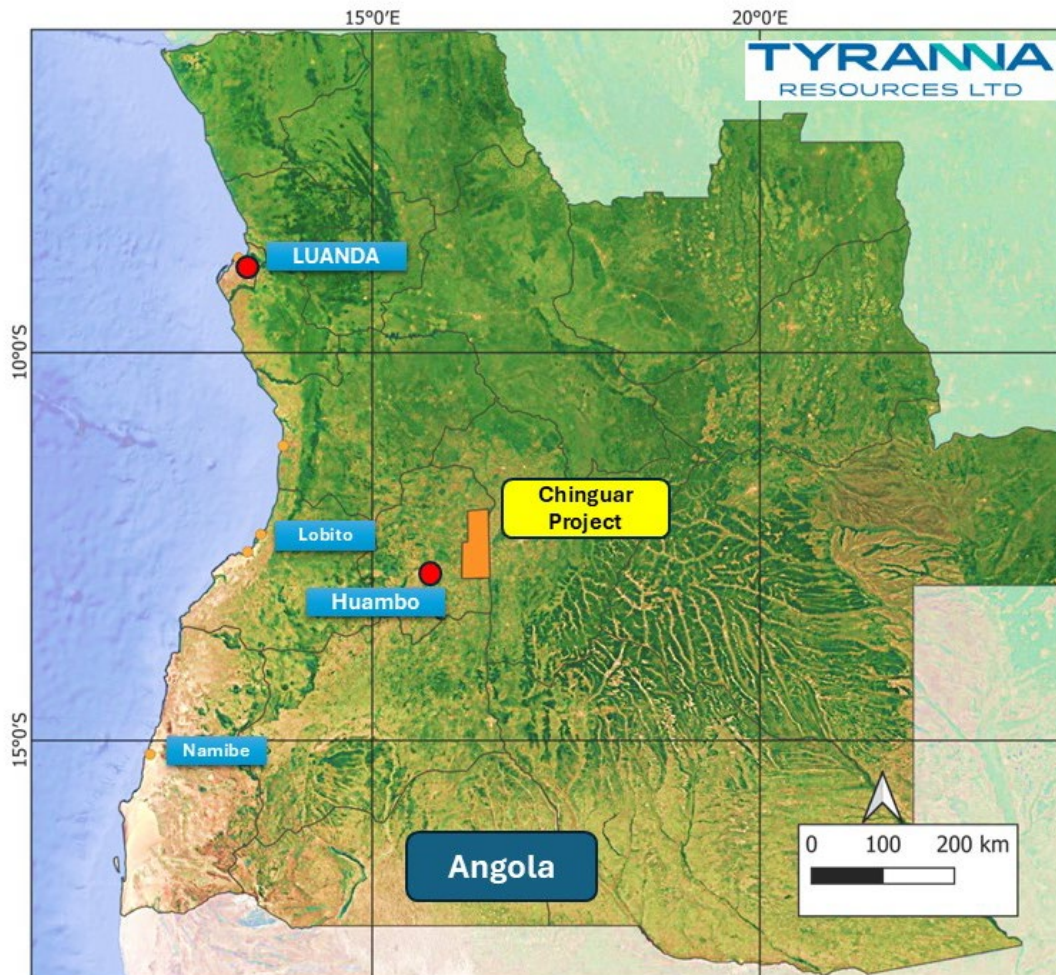 15°0'E
20°0'E
TYRANNA
RESOURCES LTD
LUANDA
10°0'S
Chinguar
Project
Lobito
Huambo
15°0'S
Namibe
Angola
0 100 200 km